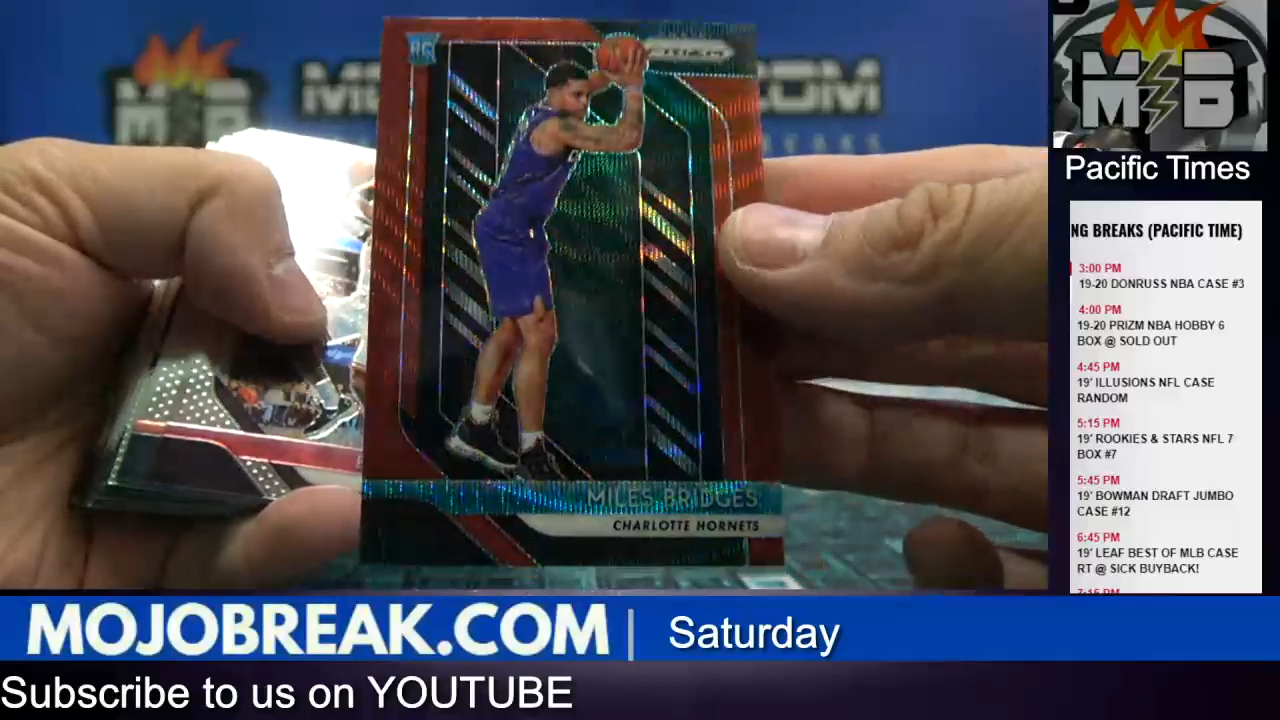 RC
PRIZM
MILES BRIDGES
CHARLOTTE HORNETS
M B
M B
Pacific Times
NG BREAKS (PACIFIC TIME)
3:00 PM
19-20 DONRUSS NBA CASE #3
4:00 PM
19-20 PRIZM NBA HOBBY 6
BOX @ SOLD OUT
4:45 PM
19' ILLUSIONS NFL CASE
RANDOM
5:15 PM
19' ROOKIES & STARS NFL 7
BOX #7
5:45 PM
19' BOWMAN DRAFT JUMBO
CASE #12
6:45 PM
19' LEAF BEST OF MLB CASE
RT @ SICK BUYBACK!
7:15 PM
MOJOBREAK.COM | Saturday
Subscribe to us on YOUTUBE